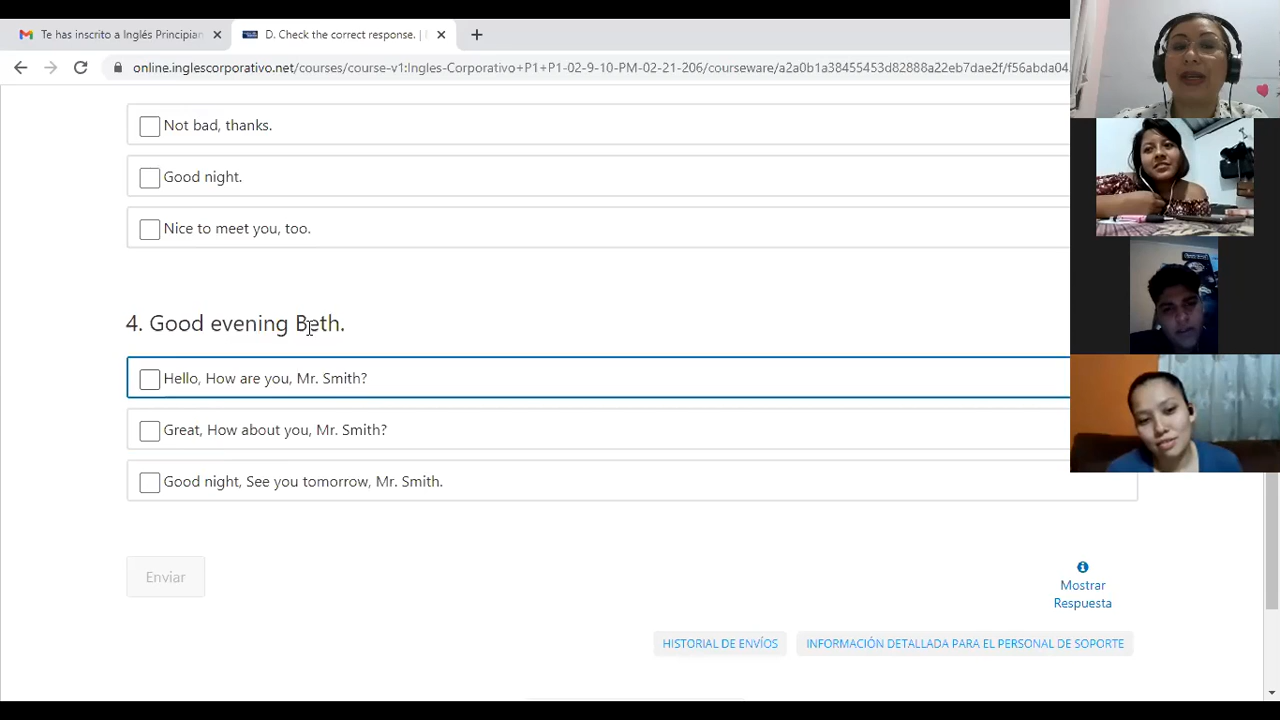 Te has inscrito a Inglés Principian
D. Check the correct response. |
online.inglescorporativo.net/courses/course-v1:Ingles-Corporativo+P1+P1-02-9-10-PM-02-21-206/courseware/a2a0b1a38455453d82888a22eb7dae2f/f56abda04.
Not bad, thanks.
Good night.
Nice to meet you, too.
4. Good evening Beth.
Hello, How are you, Mr. Smith?
Great, How about you, Mr. Smith?
Good night, See you tomorrow, Mr. Smith.
Enviar
Mostrar
Respuesta
HISTORIAL DE ENVÍOS
INFORMACIÓN DETALLADA PARA EL PERSONAL DE SOPORTE